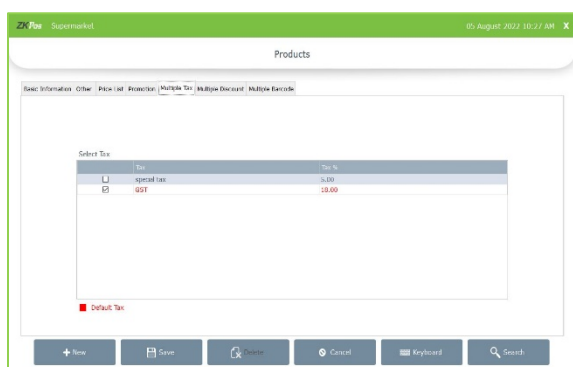 ZKPos Supermarket 05 August 2022 10:27 AM X
Products
Basic Information Other Price List Promotion Multiple Tax Multiple Discount Multiple Barcode
Select Tax
Tax Tax %
special tax 5.00
GST 18.00
Default Tax
New Save Delete Cancel Keyboard Search